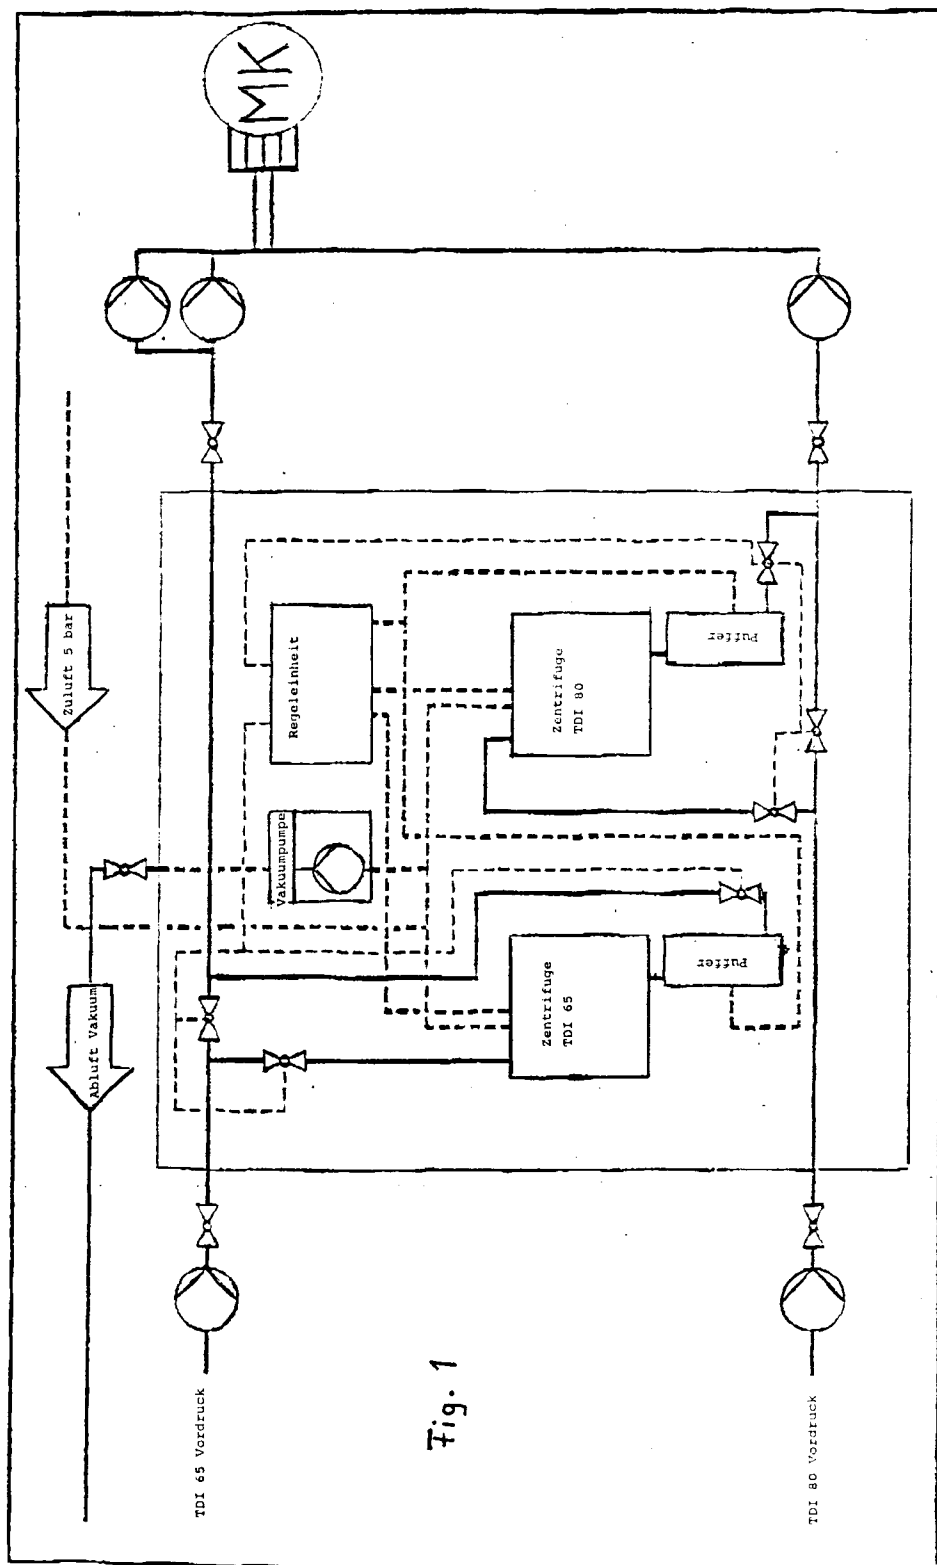 MK
Zuluft 5 bar
Abluft Vakuum
Regeleinheit
Vakuumpumpe
Zentrifuge
TDI 80
Puffer
Zentrifuge
TDI 65
Puffer
TDI 65 Vordruck
TDI 80 Vordruck
Fig. 1